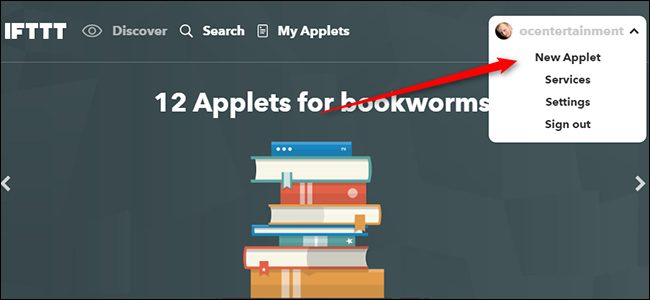 IFTTT Discover Search My Applets ocentertainment
New Applet
Services
Settings
Sign out
12 Applets for bookworms